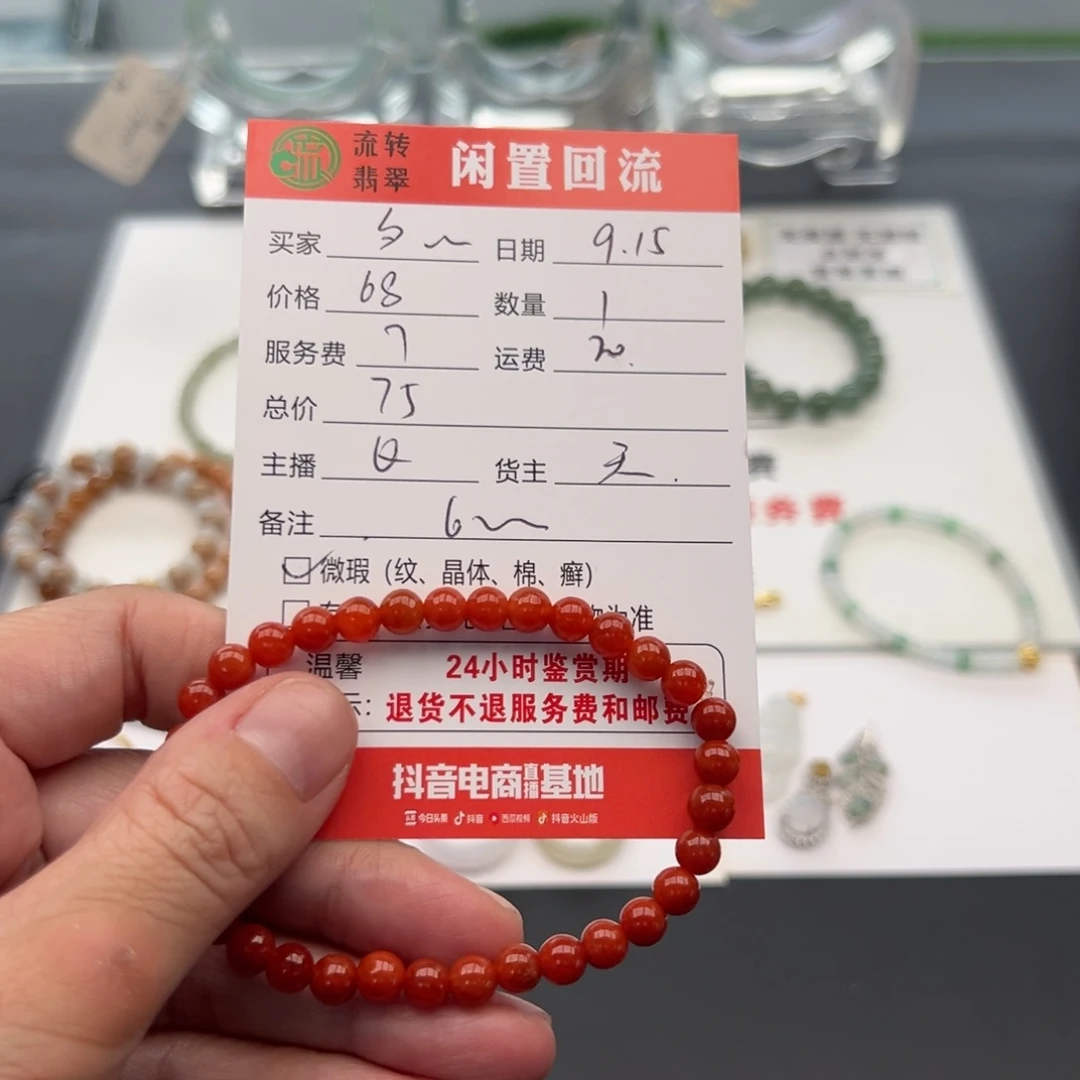 流转翡翠 闲置回流
买家 日期 9.15
价格 68 数量 1
服务费 7 运费
总价 75
主播 货主
备注
微瑕（纹、晶体、棉、癣）
为准
温馨 24小时鉴赏期
示：退货不退服务费和邮费
抖音电商直播基地
今日头条 抖音 西瓜视频 抖音火山版